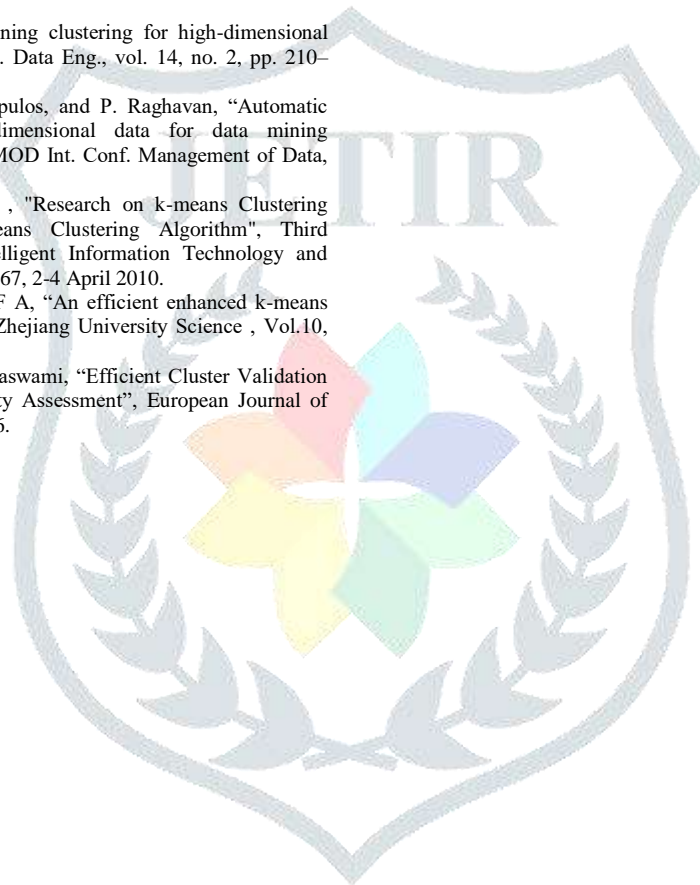 ning clustering for high-dimensional
. Data Eng., vol. 14, no. 2, pp. 210–
pulos, and P. Raghavan, “Automatic
dimensional data for data mining
MOD Int. Conf. Management of Data,
, "Research on k-means Clustering
eans Clustering Algorithm", Third
elligent Information Technology and
67, 2-4 April 2010.
F A, “An efficient enhanced k-means
Zhejiang University Science , Vol.10,
aswami, “Efficient Cluster Validation
ty Assessment”, European Journal of
6.
JETIR